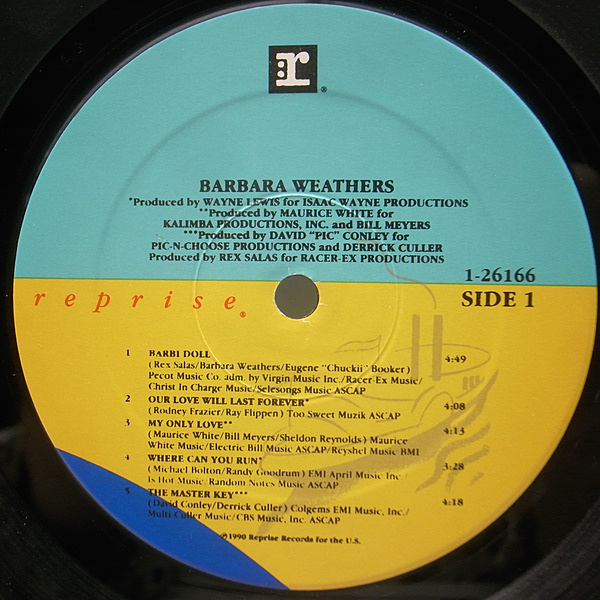 r®
BARBARA WEATHERS
*Produced by WAYNE LEWIS for ISAAC WAYNE PRODUCTIONS
**Produced by MAURICE WHITE for
KALIMBA PRODUCTIONS, INC. and BILL MEYERS
***Produced by DAVID "PIC" CONLEY for
PIC-N-CHOOSE PRODUCTIONS and DERRICK CULLER
Produced by REX SALAS for RACER-EX PRODUCTIONS
1-26166
reprise®
SIDE 1
1 BARBI DOLL 4:49
(Rex Salas/Barbara Weathers/Eugene "Chuckii" Booker)
Pecot Music Co. adm. by Virgin Music Inc./Racer-Ex Music/
Christ In Charge Music/Selesongs Music ASCAP
2 OUR LOVE WILL LAST FOREVER* 4:08
(Rodney Frazier/Ray Flippen) Too Sweet Muzik ASCAP
3 MY ONLY LOVE** 4:13
(Maurice White/Bill Meyers/Sheldon Reynolds) Maurice
White Music/Electric Bill Music ASCAP/Reyshel Music BMI
4 WHERE CAN YOU RUN* 3:28
(Michael Bolton/Randy Goodrum) EMI April Music Inc./
Is Hot Music/Random Notes Music ASCAP
5 THE MASTER KEY*** 4:18
(David Conley/Derrick Culler) Colgems EMI Music, Inc./
Multi Culler Music/CBS Music, Inc. ASCAP
℗1990 Reprise Records for the U.S.